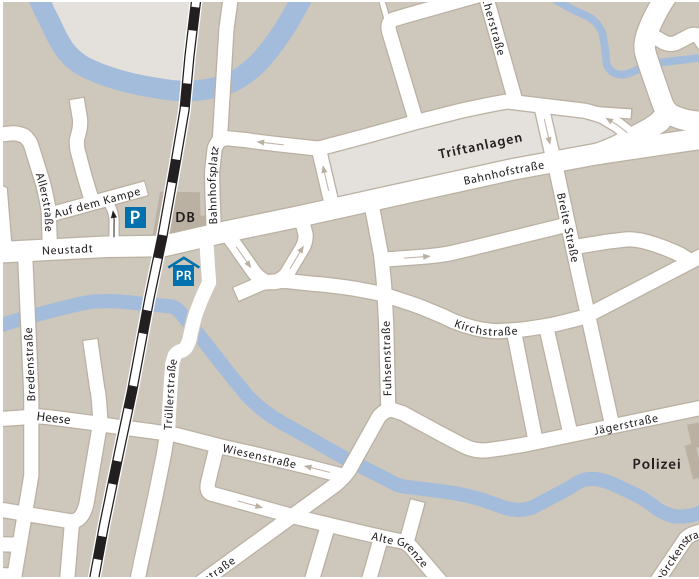 herstraße
Triftanlagen
Bahnhofstraße
Bahnhofsplatz
Allerstraße
Auf dem Kampe
P
DB
Breite Straße
Neustadt
PR
Kirchstraße
Bredenstraße
Fuhsenstraße
Trüllerstraße
Heese
Jägerstraße
Wiesenstraße
Polizei
Alte Grenze
straße